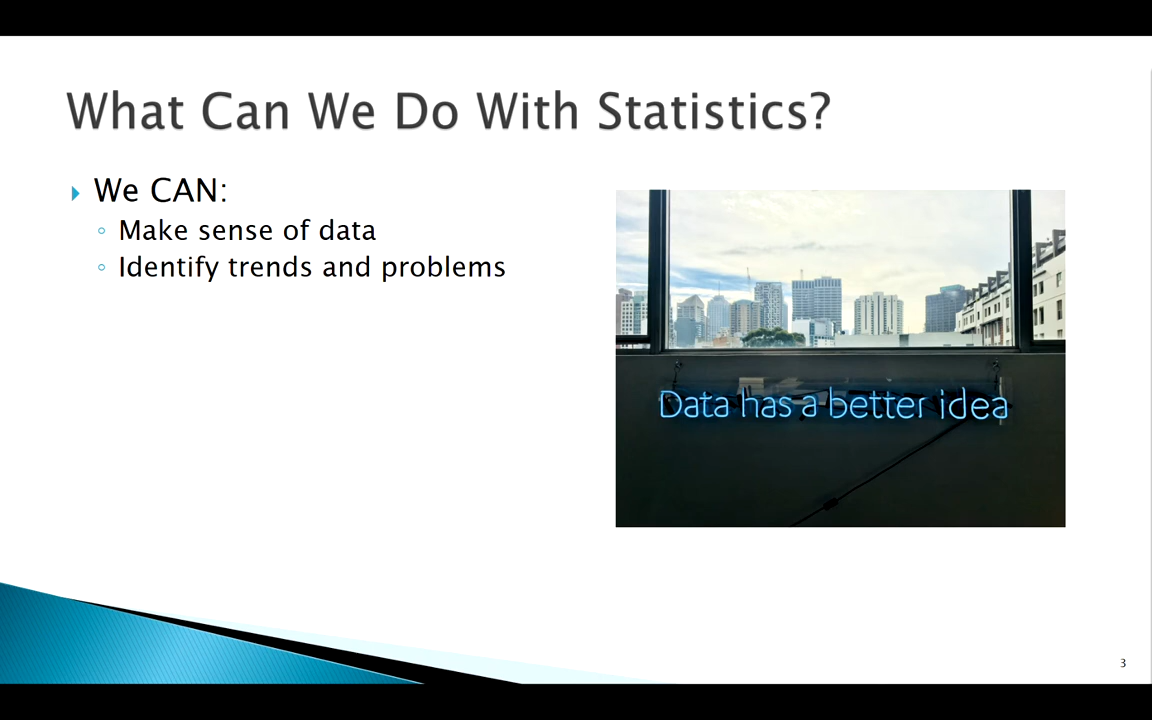 What Can We Do With Statistics?
We CAN:
Make sense of data
Identify trends and problems
Data has a better idea
3